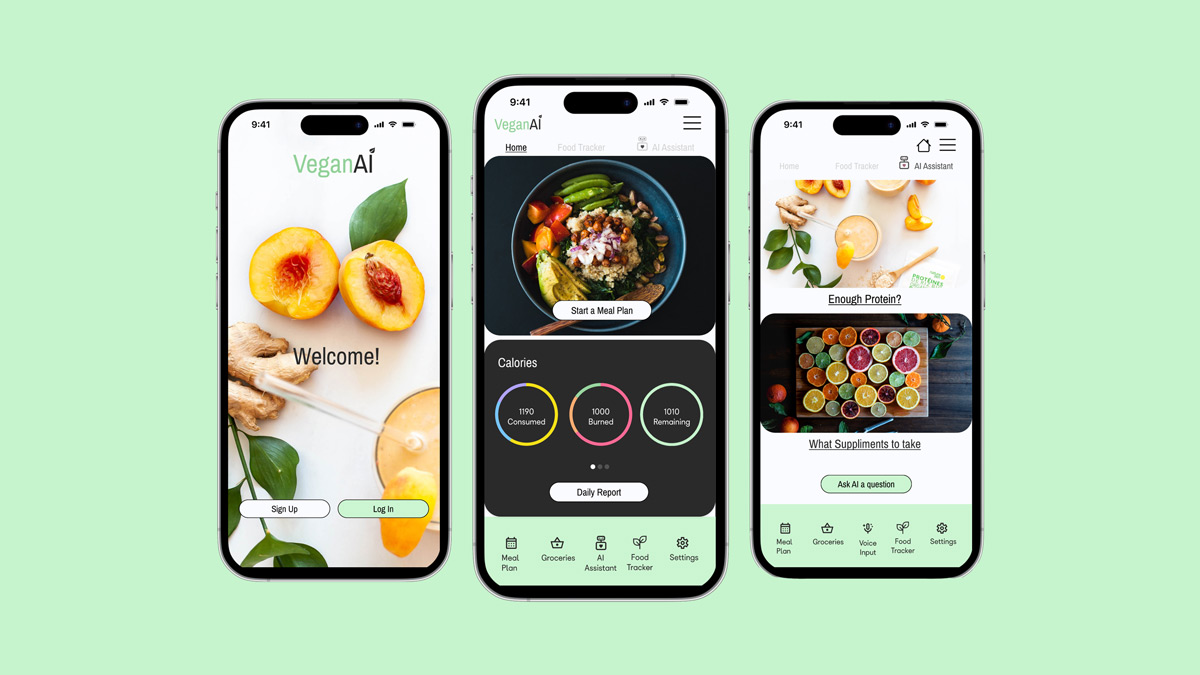 9:41
VeganAI
Welcome!
Sign Up
Log In
9:41
VeganAI
Home
Food Tracker
AI Assistant
Start a Meal Plan
Calories
1190
Consumed
1000
Burned
1010
Remaining
Daily Report
Meal
Plan
Groceries
AI
Assistant
Food
Tracker
Settings
9:41
Home
Food Tracker
AI Assistant
PROTÉINES
Enough Protein?
What Suppliments to take
Ask AI a question
Meal
Plan
Groceries
Voice
Input
Food
Tracker
Settings